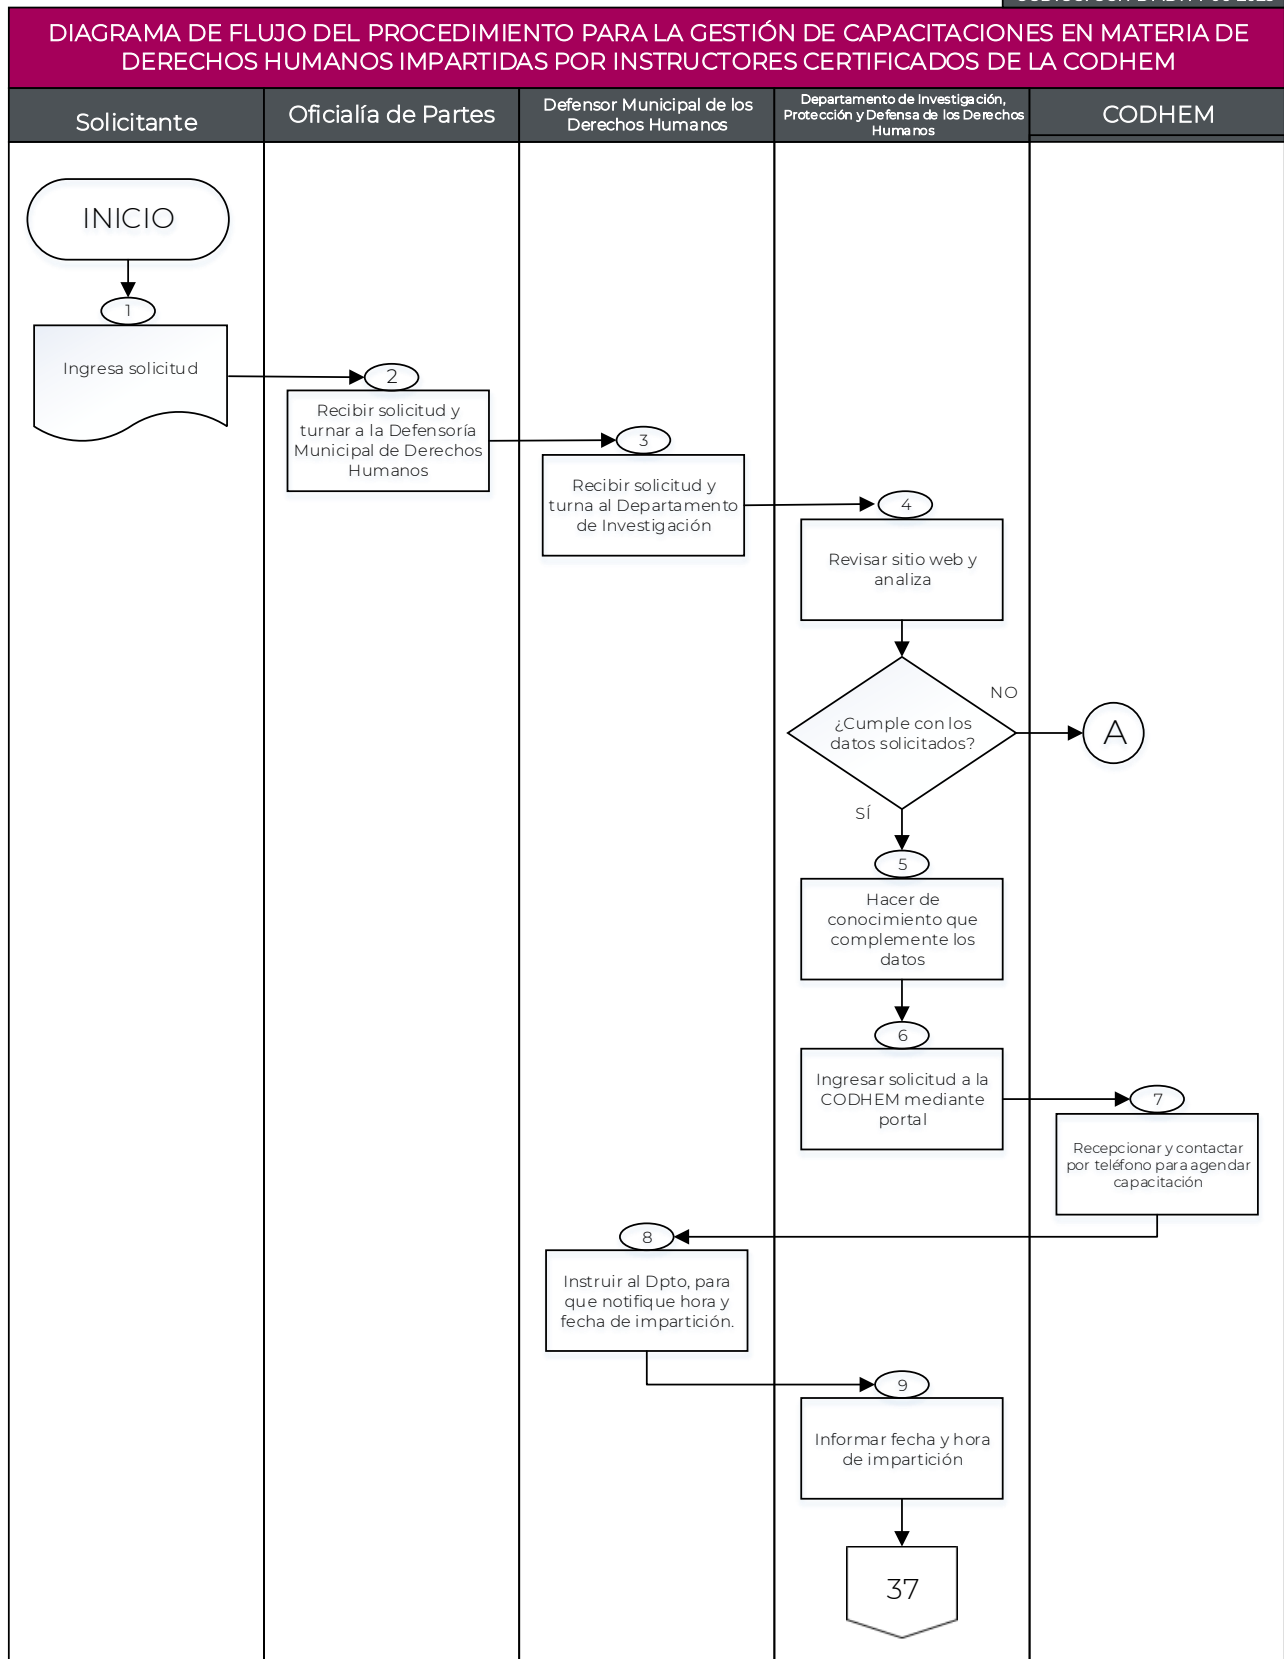 DIAGRAMA DE FLUJO DEL PROCEDIMIENTO PARA LA GESTIÓN DE CAPACITACIONES EN MATERIA DE
DERECHOS HUMANOS IMPARTIDAS POR INSTRUCTORES CERTIFICADOS DE LA CODHEM
Solicitante
Oficialía de Partes
Defensor Municipal de los
Derechos Humanos
Departamento de Investigación,
Protección y Defensa de los Derechos
Humanos
CODHEM
INICIO
1
Ingresa solicitud
2
Recibir solicitud y
turnar a la Defensoría
Municipal de Derechos
Humanos
3
Recibir solicitud y
turna al Departamento
de Investigación
4
Revisar sitio web y
analiza
¿Cumple con los
datos solicitados?
NO
A
SÍ
5
Hacer de
conocimiento que
complemente los
datos
6
Ingresar solicitud a la
CODHEM mediante
portal
7
Recepcionar y contactar
por teléfono para agendar
capacitación
8
Instruir al Dpto, para
que notifique hora y
fecha de impartición.
9
Informar fecha y hora
de impartición
37